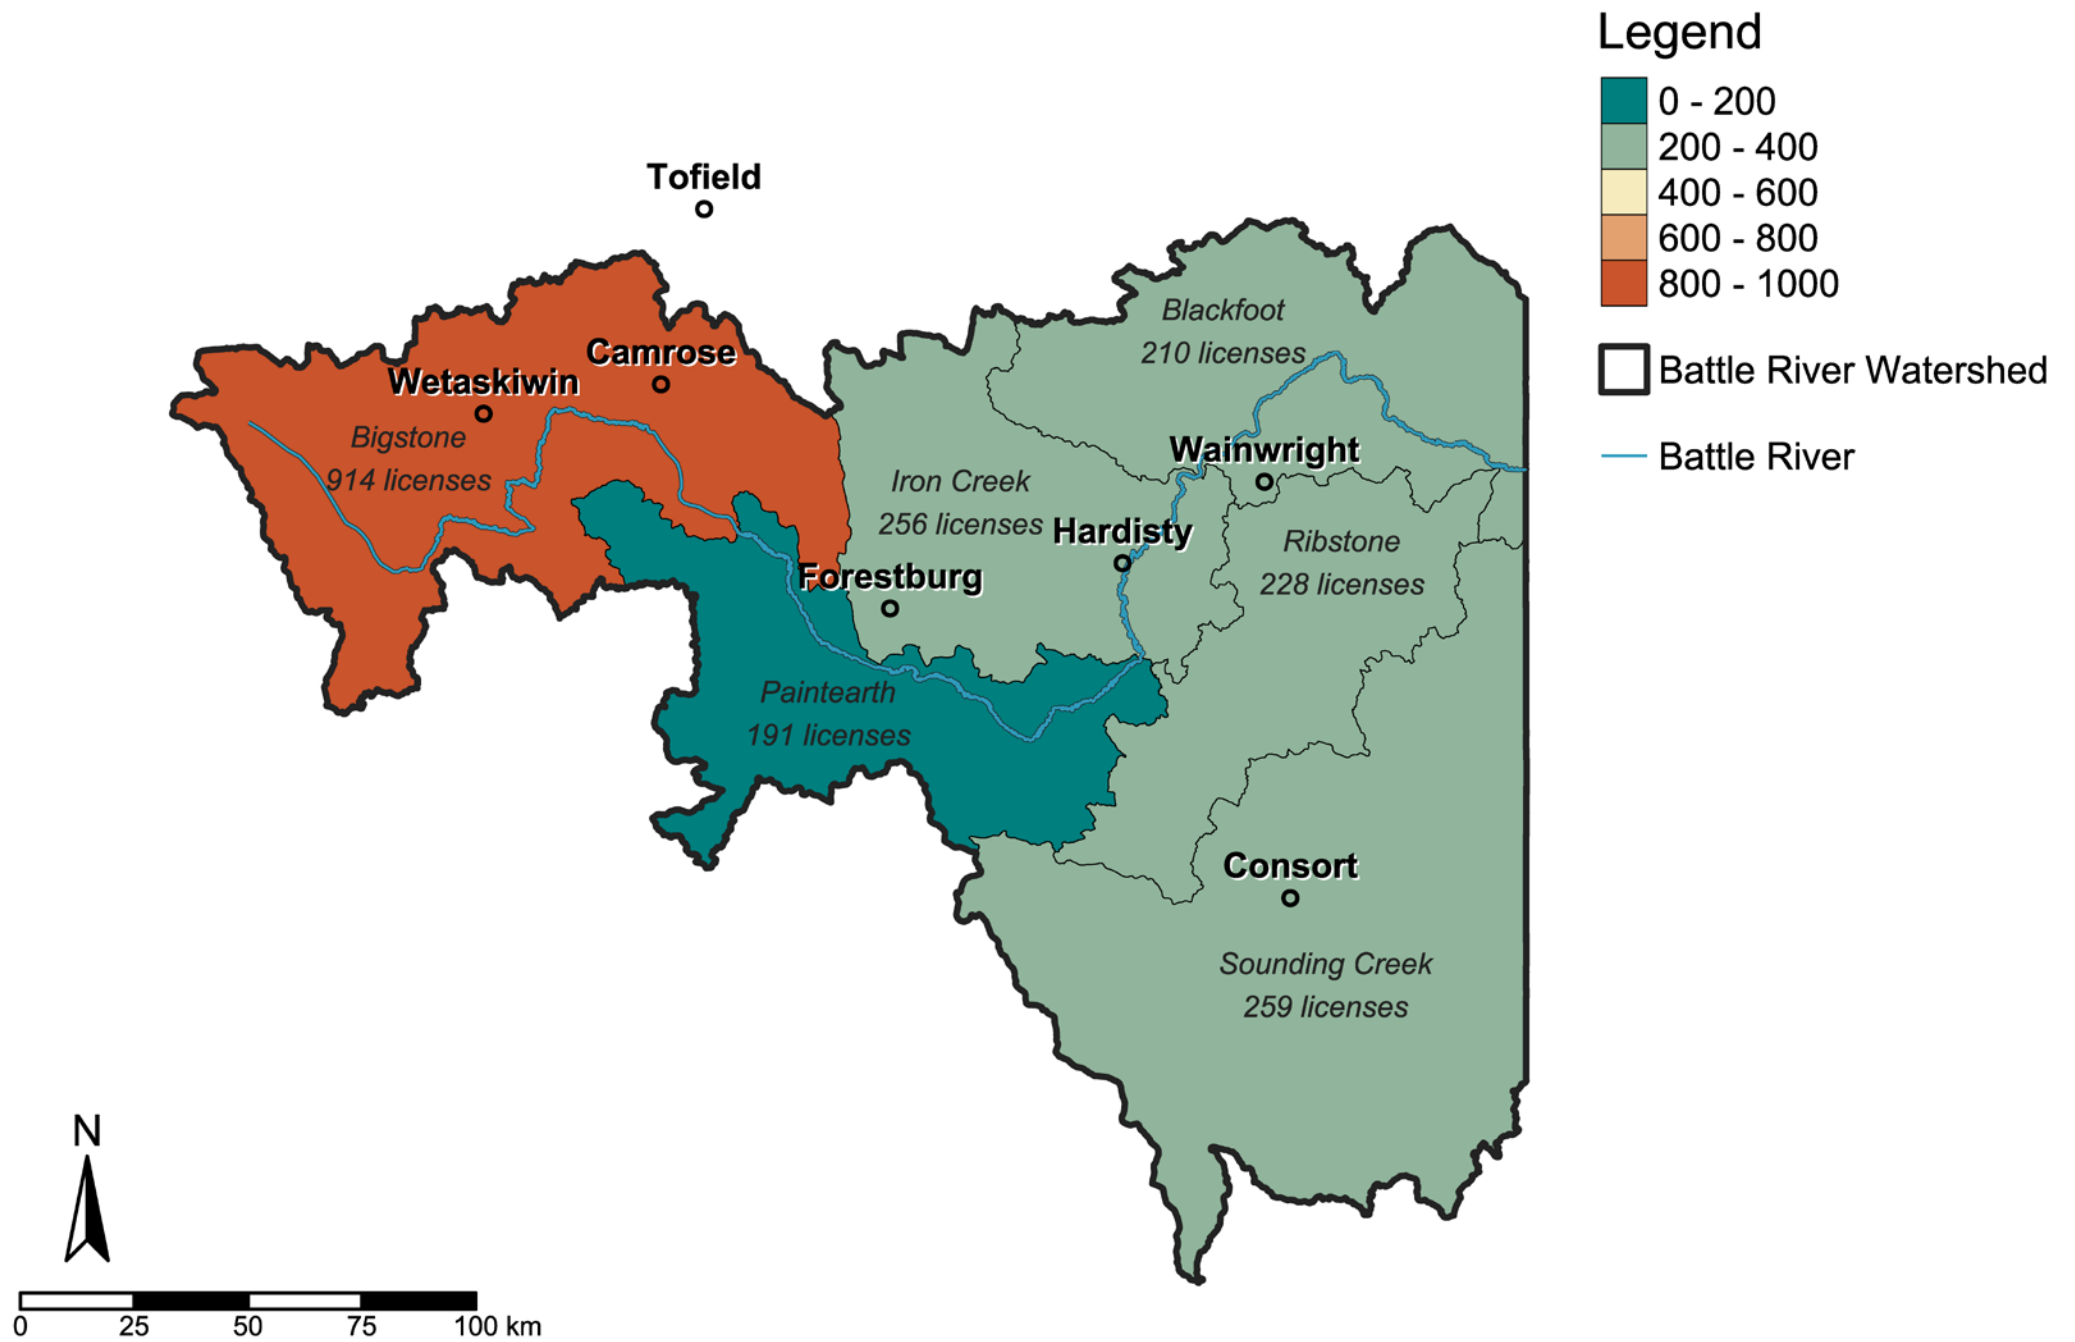 Legend
0 - 200
200 - 400
400 - 600
600 - 800
800 - 1000
Battle River Watershed
Battle River
Tofield
Camrose
Wetaskiwin
Bigstone
914 licenses
Blackfoot
210 licenses
Wainwright
Iron Creek
256 licenses
Hardisty
Ribstone
228 licenses
Forestburg
Paintearth
191 licenses
Consort
Sounding Creek
259 licenses
N
0 25 50 75 100 km